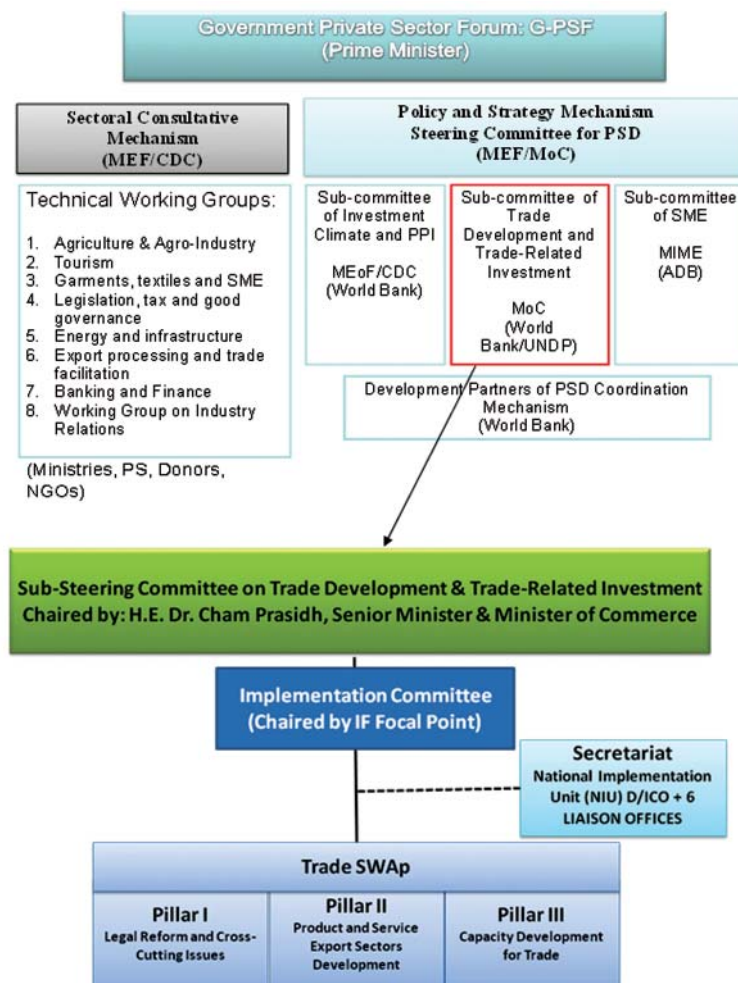 Government Private Sector Forum: G-PSF
(Prime Minister)
Sectoral Consultative
Mechanism
(MEF/CDC)
Technical Working Groups:
1. Agriculture & Agro-Industry
2. Tourism
3. Garments, textiles and SME
4. Legislation, tax and good
governance
5. Energy and infrastructure
6. Export processing and trade
facilitation
7. Banking and Finance
8. Working Group on Industry
Relations
(Ministries, PS, Donors,
NGOs)
Policy and Strategy Mechanism
Steering Committee for PSD
(MEF/MoC)
Sub-committee
of Investment
Climate and PPI
MEoF/CDC
(World Bank)
Sub-committee of
Trade
Development and
Trade-Related
Investment
MoC
(World
Bank/UNDP)
Sub-committee
of SME
MIME
(ADB)
Development Partners of PSD Coordination
Mechanism
(World Bank)
Sub-Steering Committee on Trade Development & Trade-Related Investment
Chaired by: H.E. Dr. Cham Prasidh, Senior Minister & Minister of Commerce
Implementation Committee
(Chaired by IF Focal Point)
Secretariat
National Implementation
Unit (NIU) D/ICO + 6
LIAISON OFFICES
Trade SWAp
Pillar I
Legal Reform and Cross-
Cutting Issues
Pillar II
Product and Service
Export Sectors
Development
Pillar III
Capacity Development
for Trade